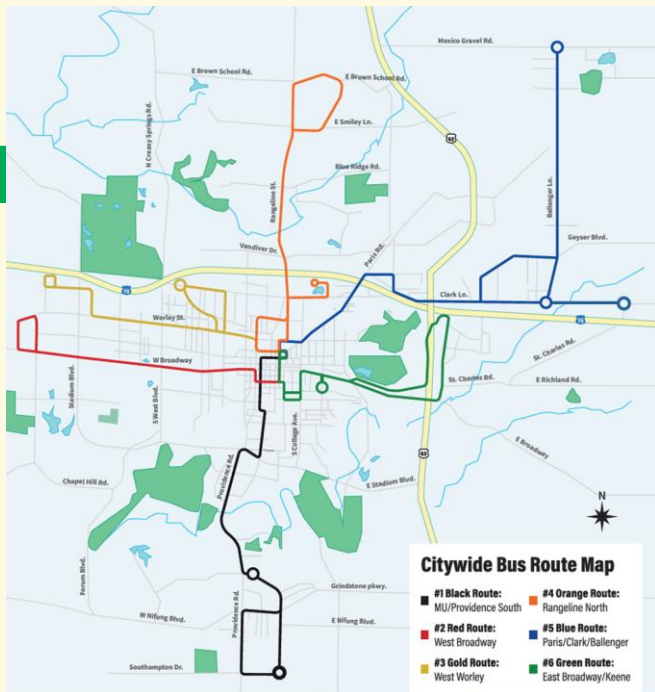 Mexico Gravel Rd.
E Brown School Rd.
E Brown School Rd.
N Creasy Springs Rd.
E Smiley Ln.
63
Blue Ridge Rd.
Rangeline St.
Ballenger Ln.
Paris Rd.
Vandiver Dr.
Geyser Blvd.
70
Clark Ln.
Worley St.
70
W Broadway
St. Charles Rd.
St. Charles Rd.
E Richland Rd.
Stadium Blvd.
S West Blvd.
S College Ave.
E Broadway
63
Providence Rd.
Chapel Hill Rd.
E Stadium Blvd.
N
Forum Blvd.
Grindstone pkwy.
W Nifong Blvd.
Providence Rd.
E Nifong Blvd.
Southampton Dr.
Citywide Bus Route Map
#1 Black Route:
MU/Providence South
#2 Red Route:
West Broadway
#3 Gold Route:
West Worley
#4 Orange Route:
Rangeline North
#5 Blue Route:
Paris/Clark/Ballenger
#6 Green Route:
East Broadway/Keene